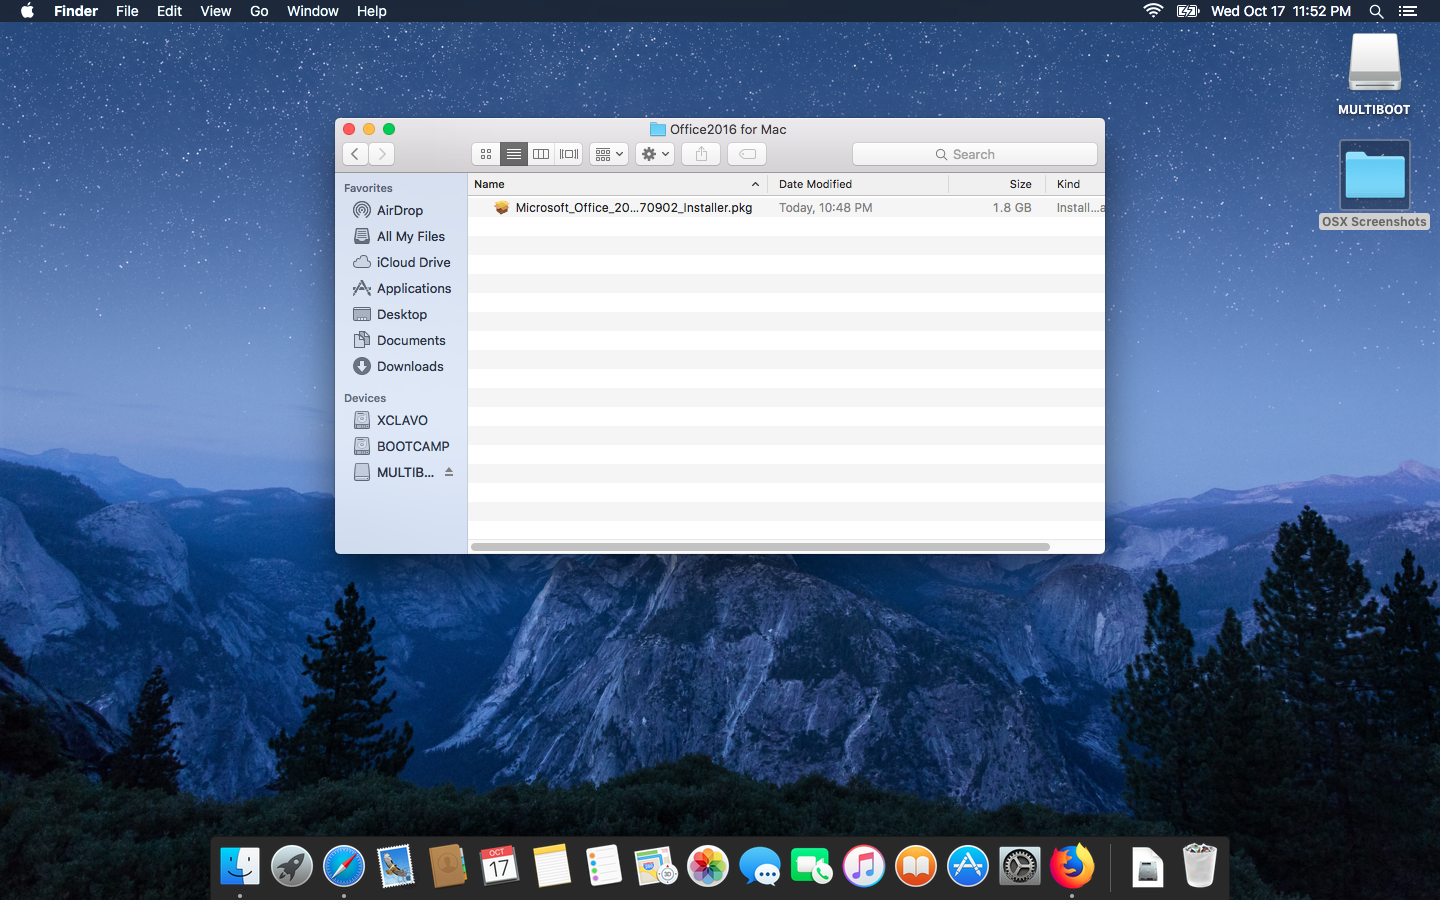 Finder File Edit View Go Window Help Wed Oct 17 11:52 PM
MULTIBOOT
OSX Screenshots
Office2016 for Mac
Search
Favorites
AirDrop
All My Files
iCloud Drive
Applications
Desktop
Documents
Downloads
Devices
XCLAVO
BOOTCAMP
MULTIB...
Name Date Modified Size Kind
Microsoft_Office_20...70902_Installer.pkg Today, 10:48 PM 1.8 GB Install...a
OCT
17